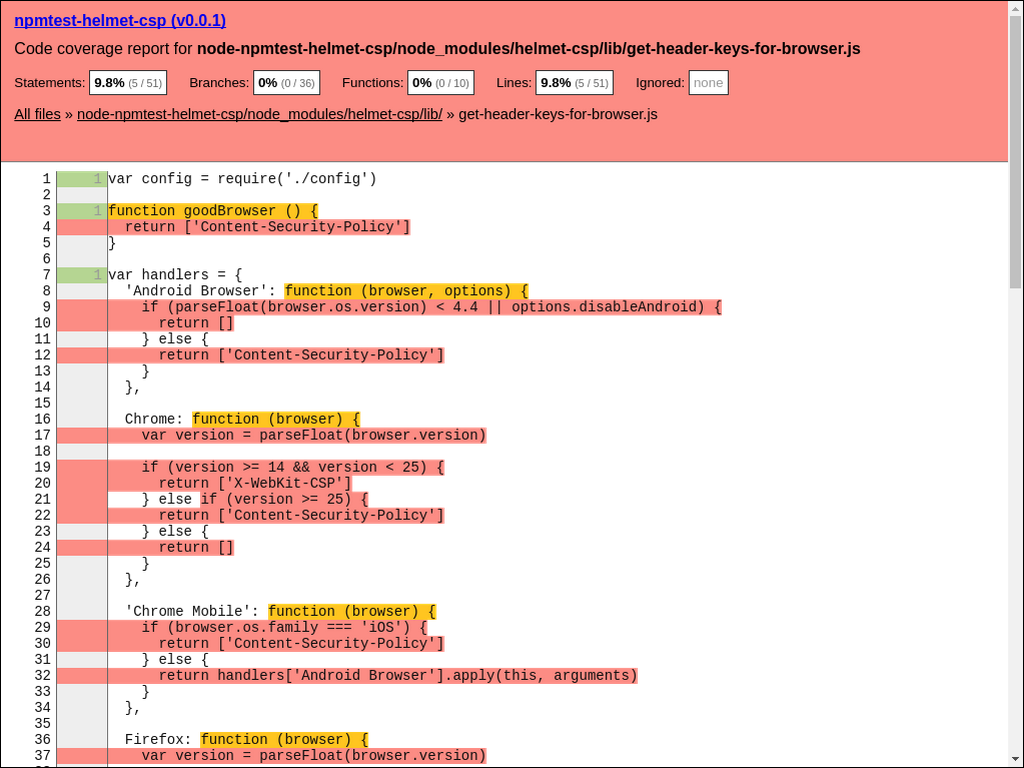 npmtest-helmet-csp (v0.0.1)
Code coverage report for node-npmtest-helmet-csp/node_modules/helmet-csp/lib/get-header-keys-for-browser.js
Statements: 9.8% (5 / 51) Branches: 0% (0 / 36) Functions: 0% (0 / 10) Lines: 9.8% (5 / 51) Ignored: none
All files » node-npmtest-helmet-csp/node_modules/helmet-csp/lib/ » get-header-keys-for-browser.js
1 1 var config = require('./config')
2
3 1 function goodBrowser () {
4   return ['Content-Security-Policy']
5 }
6
7 1 var handlers = {
8   'Android Browser': function (browser, options) {
9     if (parseFloat(browser.os.version) < 4.4 || options.disableAndroid) {
10       return []
11     } else {
12       return ['Content-Security-Policy']
13     }
14   },
15
16   Chrome: function (browser) {
17     var version = parseFloat(browser.version)
18
19     if (version >= 14 && version < 25) {
20       return ['X-WebKit-CSP']
21     } else if (version >= 25) {
22       return ['Content-Security-Policy']
23     } else {
24       return []
25     }
26   },
27
28   'Chrome Mobile': function (browser) {
29     if (browser.os.family === 'iOS') {
30       return ['Content-Security-Policy']
31     } else {
32       return handlers['Android Browser'].apply(this, arguments)
33     }
34   },
35
36   Firefox: function (browser) {
37     var version = parseFloat(browser.version)